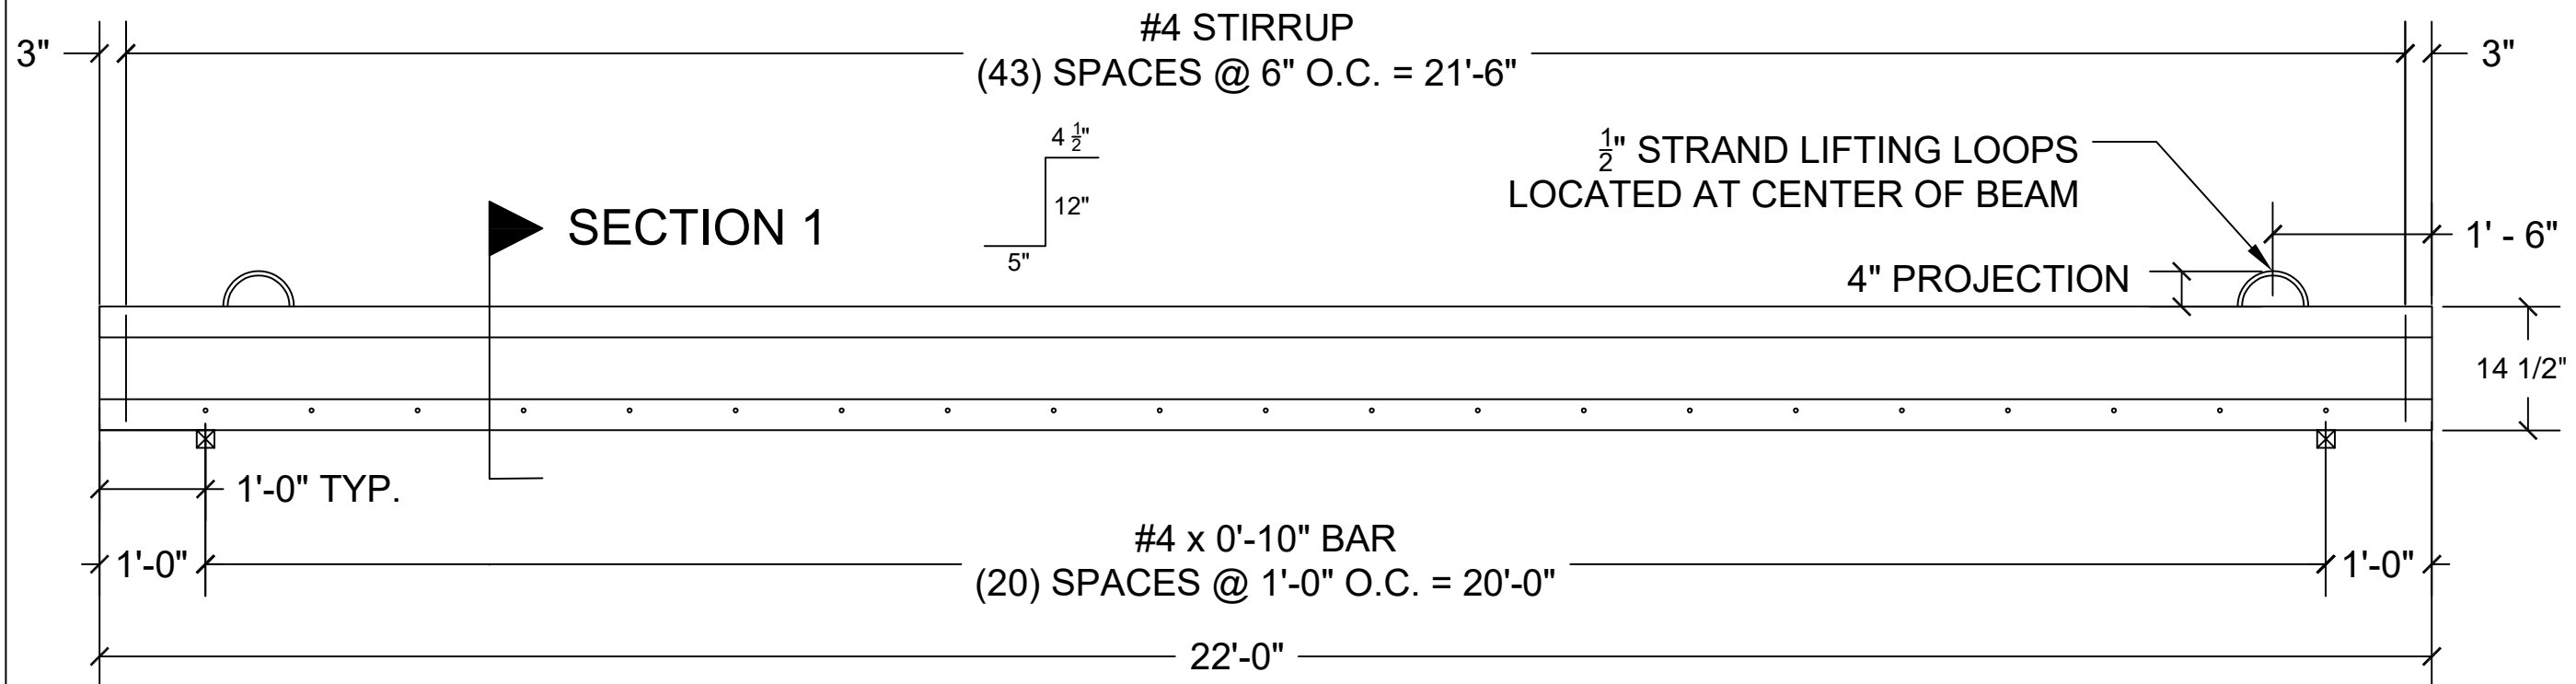 #4 STIRRUP
3" (43) SPACES @ 6" O.C. = 21'-6" 3"
4 1/2"
12"
5"
SECTION 1
1/2" STRAND LIFTING LOOPS
LOCATED AT CENTER OF BEAM
1' - 6"
4" PROJECTION
14 1/2"
1'-0" TYP.
#4 x 0'-10" BAR
1'-0" (20) SPACES @ 1'-0" O.C. = 20'-0" 1'-0"
22'-0"